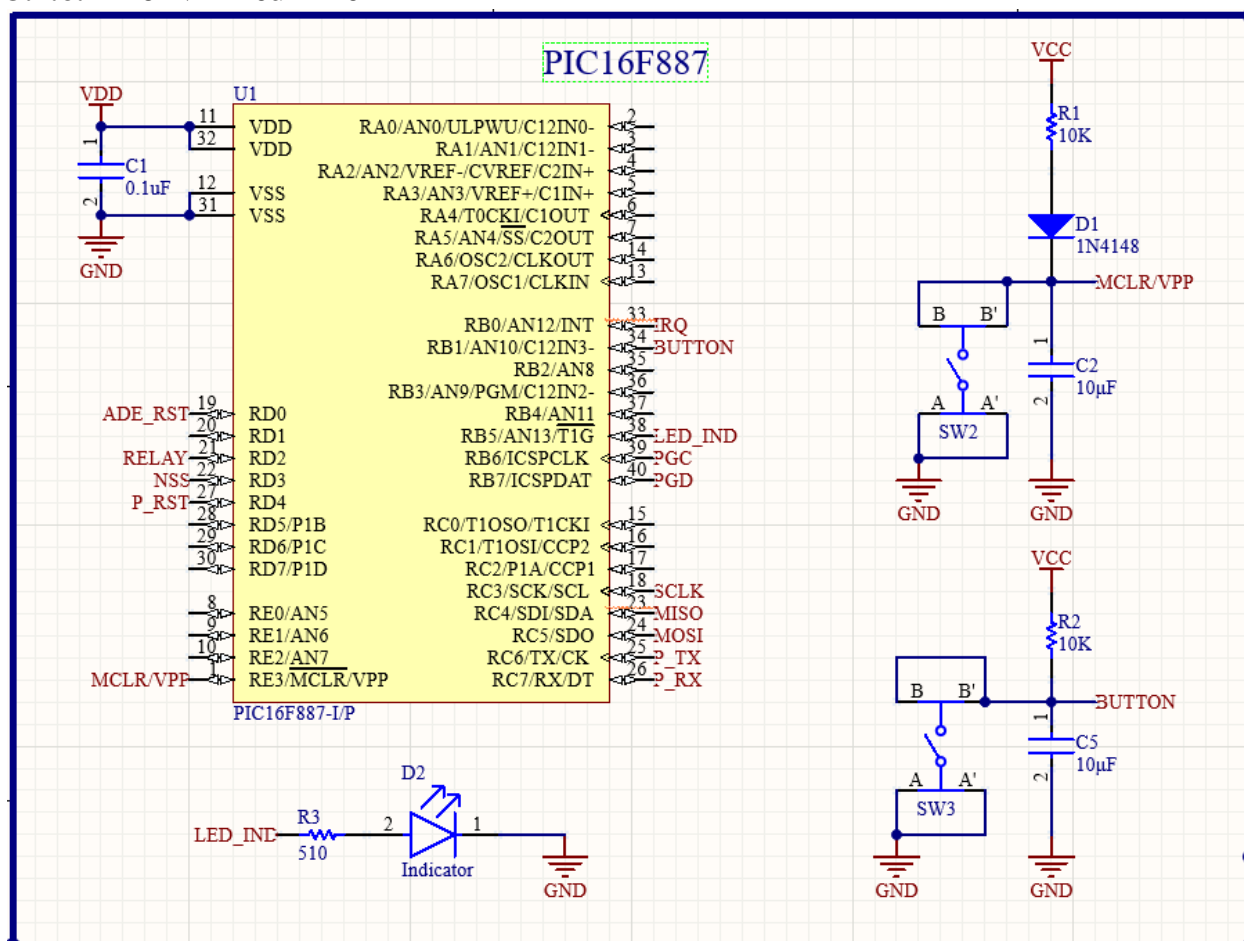 PIC16F887
VDD
U1
11 VDD
32 VDD
12 VSS
31 VSS
1
C1
0.1uF
2
GND
RA0/AN0/ULPWU/C12IN0- 2
RA1/AN1/C12IN1- 3
RA2/AN2/VREF-/CVREF/C2IN+ 4
RA3/AN3/VREF+/C1IN+ 5
RA4/T0CKI/C1OUT 6
RA5/AN4/SS/C2OUT 7
RA6/OSC2/CLKOUT 14
RA7/OSC1/CLKIN 13
RB0/AN12/INT 33 IRQ
RB1/AN10/C12IN3- 34 BUTTON
RB2/AN8 35
RB3/AN9/PGM/C12IN2- 36
RB4/AN11 37
RB5/AN13/T1G 38 LED_IND
RB6/ICSPCLK 39 PGC
RB7/ICSPDAT 40 PGD
RC0/T1OSO/T1CKI 15
RC1/T1OSI/CCP2 16
RC2/P1A/CCP1 17
RC3/SCK/SCL 18 SCLK
RC4/SDI/SDA 23 MISO
RC5/SDO 24 MOSI
RC6/TX/CK 25 P_TX
RC7/RX/DT 26 P_RX
ADE_RST 19 RD0
20 RD1
RELAY 21 RD2
NSS 22 RD3
P_RST 27 RD4
28 RD5/P1B
29 RD6/P1C
30 RD7/P1D
8 RE0/AN5
9 RE1/AN6
10 RE2/AN7
MCLR/VPP 1 RE3/MCLR/VPP
PIC16F887-I/P
VCC
R1
10K
D1
1N4148
MCLR/VPP
B B'
A A'
SW2
1
C2
10µF
2
GND
GND
VCC
R2
10K
BUTTON
B B'
A A'
SW3
1
C5
10µF
2
GND
GND
D2
R3
LED_IND
510
2 1
Indicator
GND